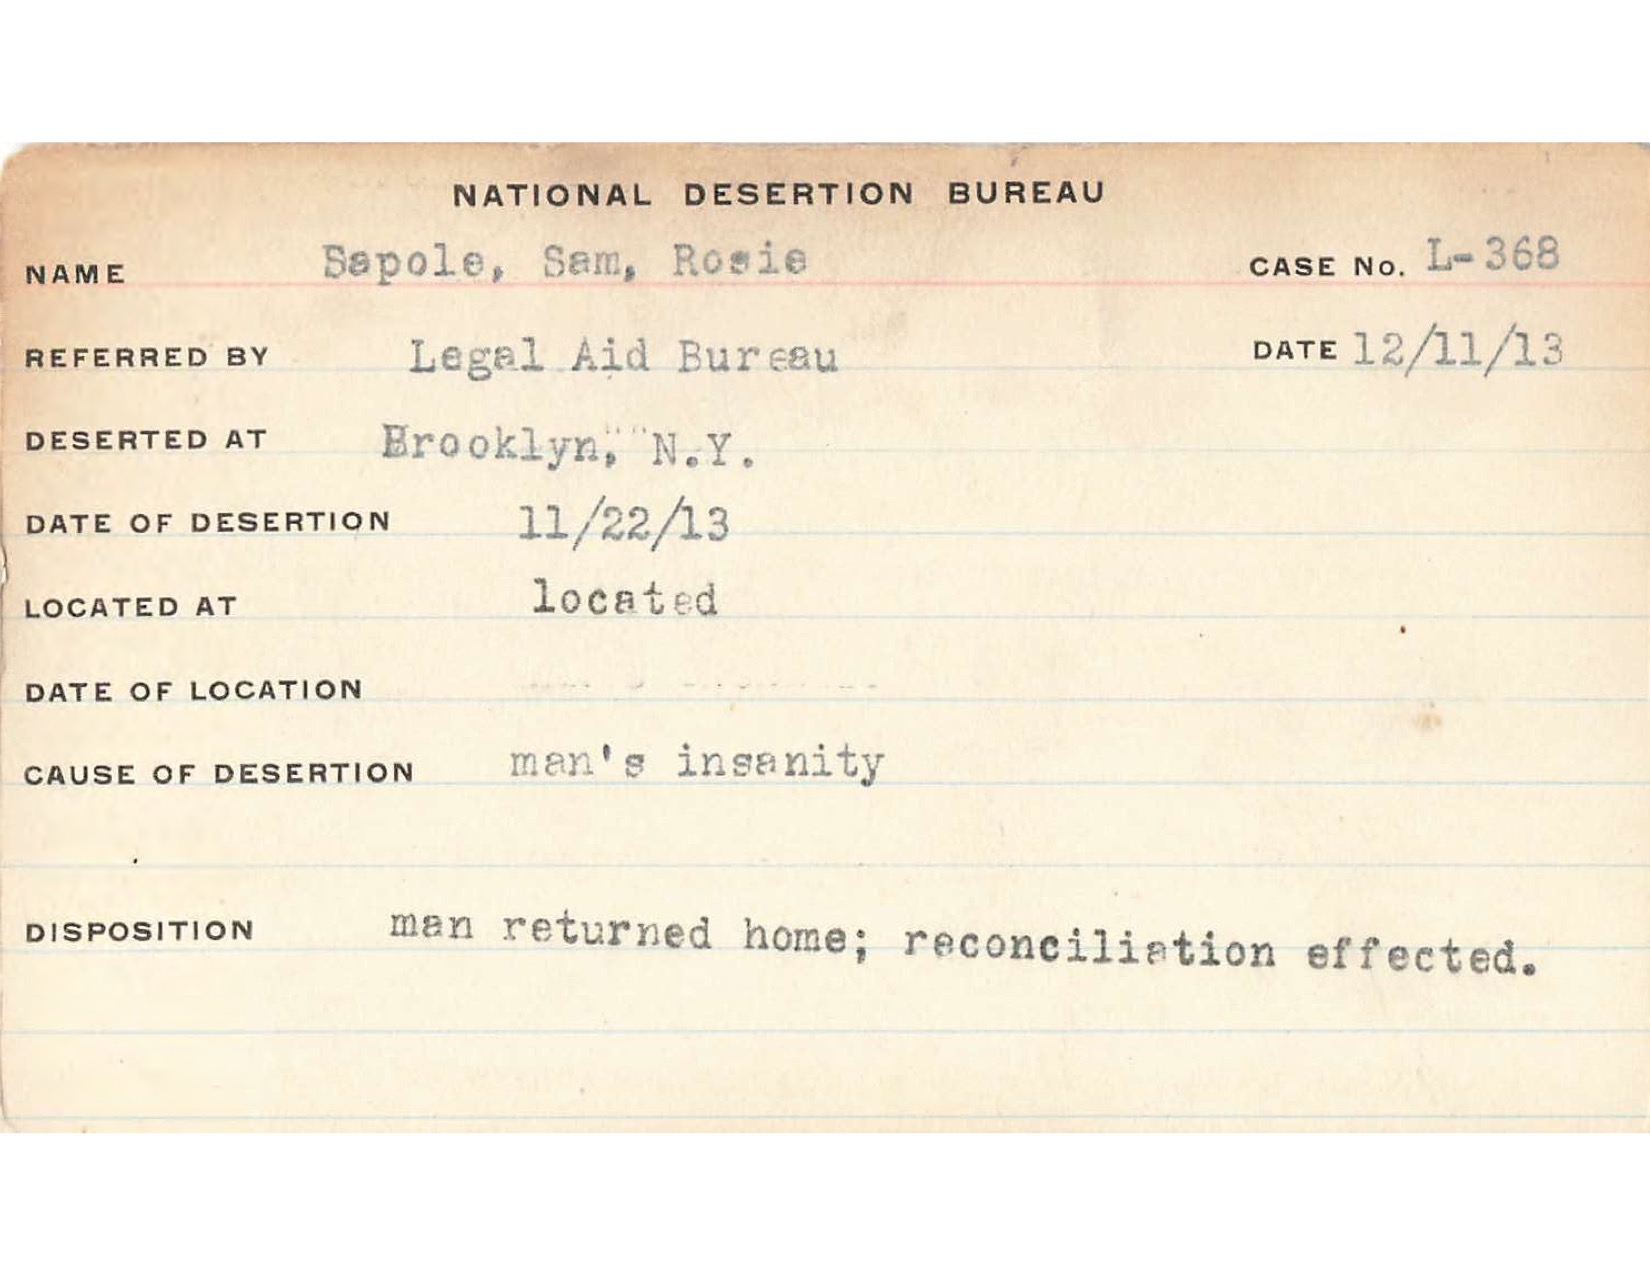 NATIONAL DESERTION BUREAU
NAME Sapole, Sam, Rosie CASE No. L-368
REFERRED BY Legal Aid Bureau DATE 12/11/13
DESERTED AT Brooklyn, N.Y.
DATE OF DESERTION 11/22/13
LOCATED AT located
DATE OF LOCATION
CAUSE OF DESERTION man's insanity
DISPOSITION man returned home; reconciliation effected.